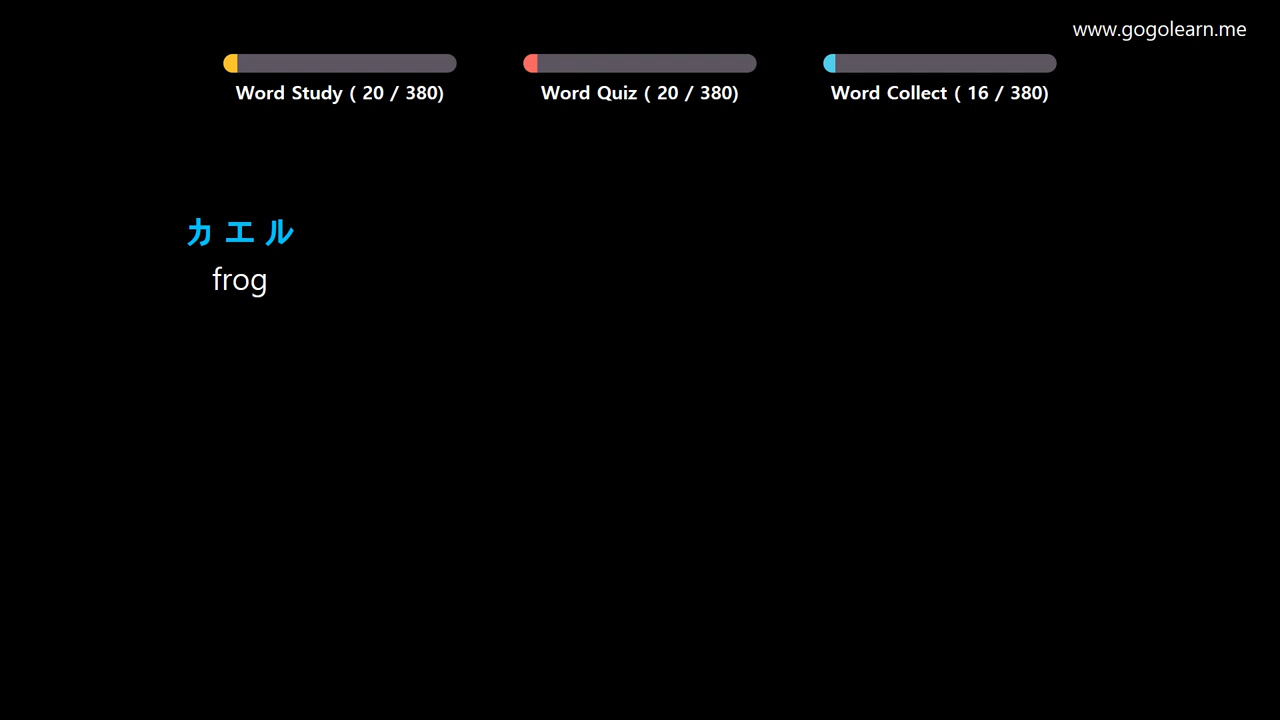 www.gogolearn.me
Word Study ( 20 / 380)
Word Quiz ( 20 / 380)
Word Collect ( 16 / 380)
カエル
frog